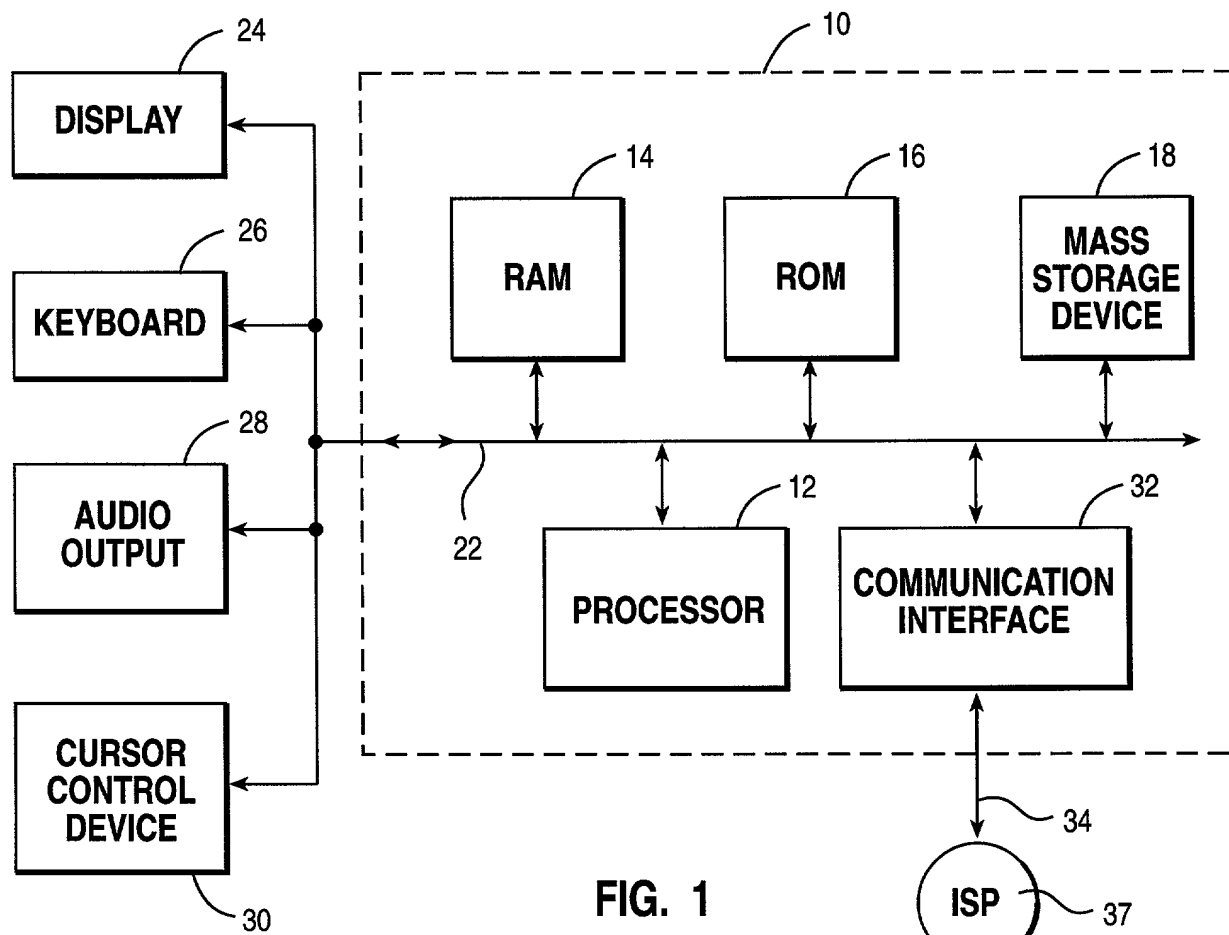 24
10
DISPLAY
14
16
18
26
RAM
ROM
MASS
STORAGE
DEVICE
KEYBOARD
28
22
12
32
AUDIO
OUTPUT
PROCESSOR
COMMUNICATION
INTERFACE
CURSOR
CONTROL
DEVICE
34
30
FIG. 1
ISP
37